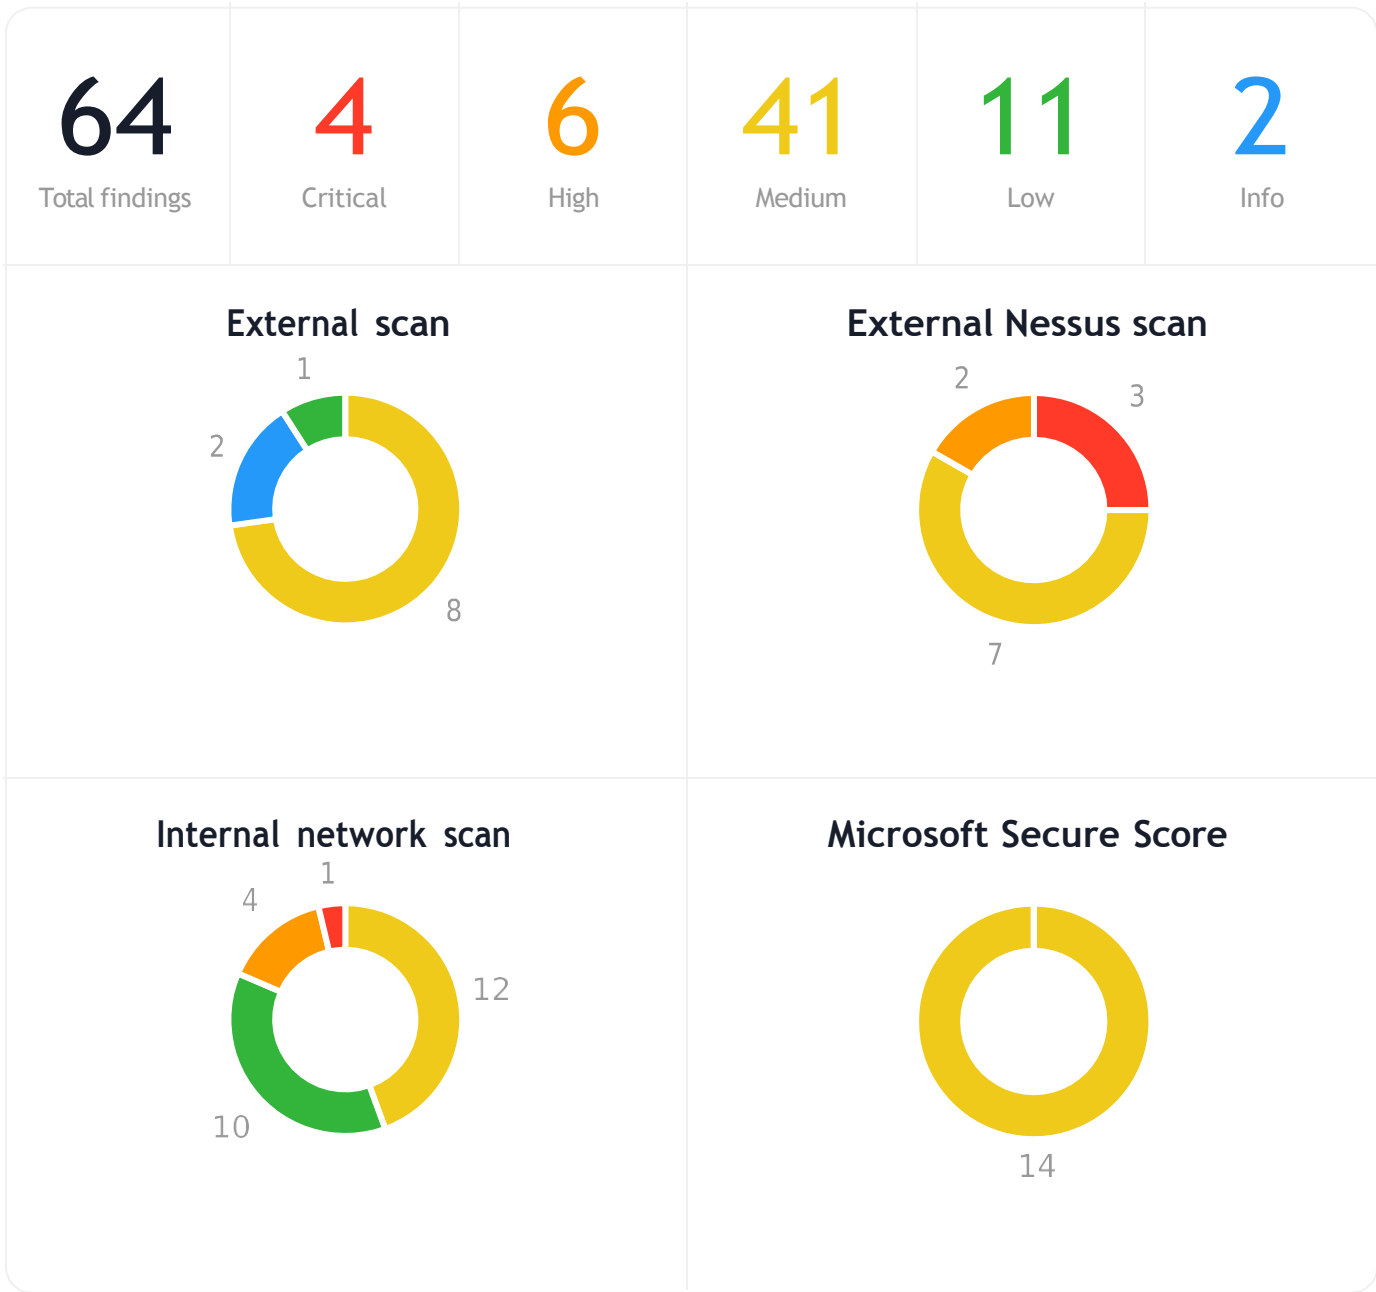 64 4 6 41 11 2
Total findings Critical High Medium Low Info
External scan
1
2
8
External Nessus scan
2
3
7
Internal network scan
1
4
12
10
Microsoft Secure Score
14